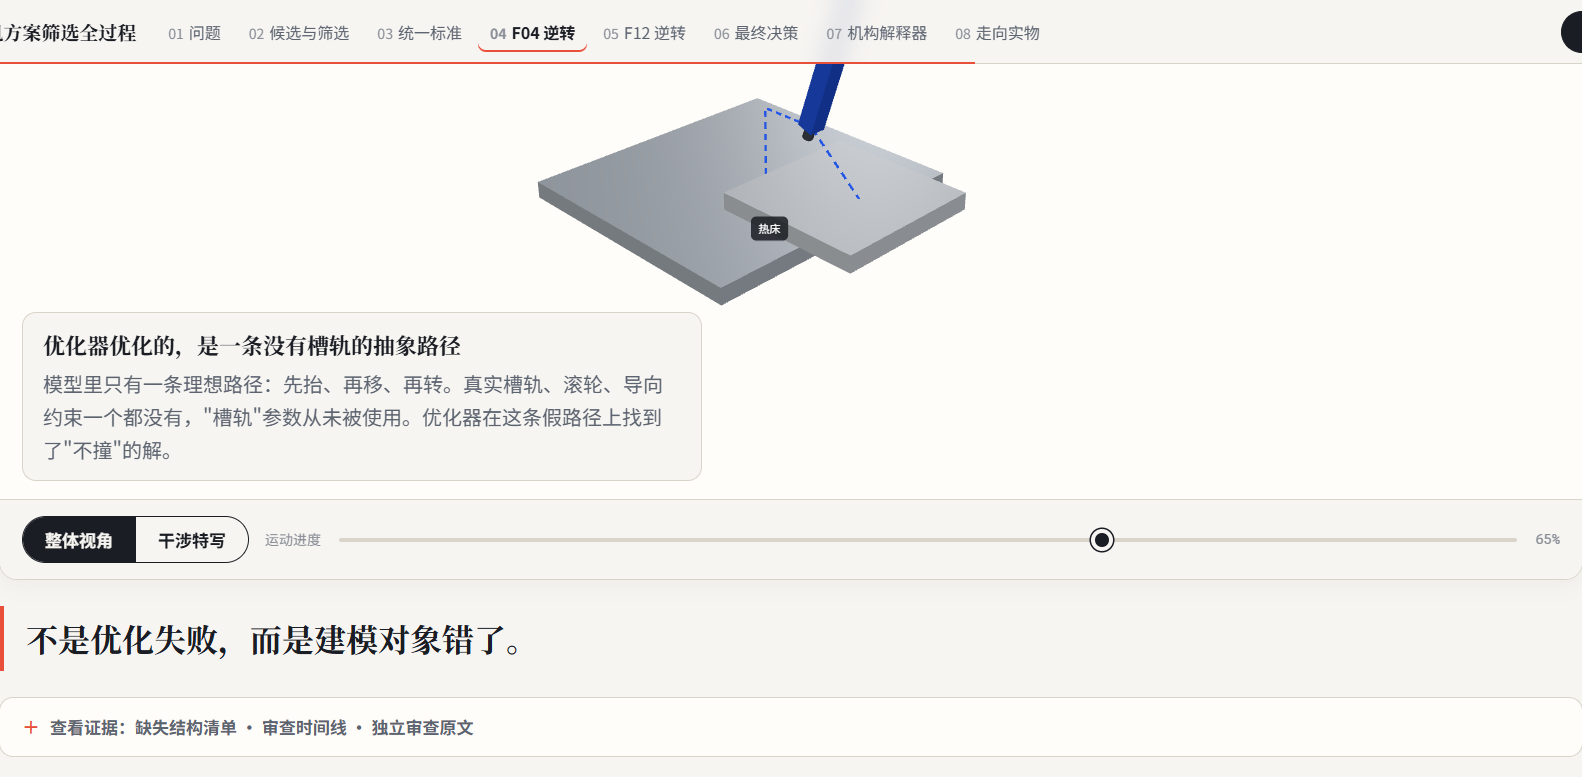 方案筛选全过程
01 问题
02 候选与筛选
03 统一标准
04 F04 逆转
05 F12 逆转
06 最终决策
07 机构解释器
08 走向实物
热床
优化器优化的，是一条没有槽轨的抽象路径
模型里只有一条理想路径：先抬、再移、再转。真实槽轨、滚轮、导向
约束一个都没有，"槽轨"参数从未被使用。优化器在这条假路径上找到
了"不撞"的解。
整体视角
干涉特写
运动进度
65%
不是优化失败，而是建模对象错了。
+ 查看证据：缺失结构清单 · 审查时间线 · 独立审查原文